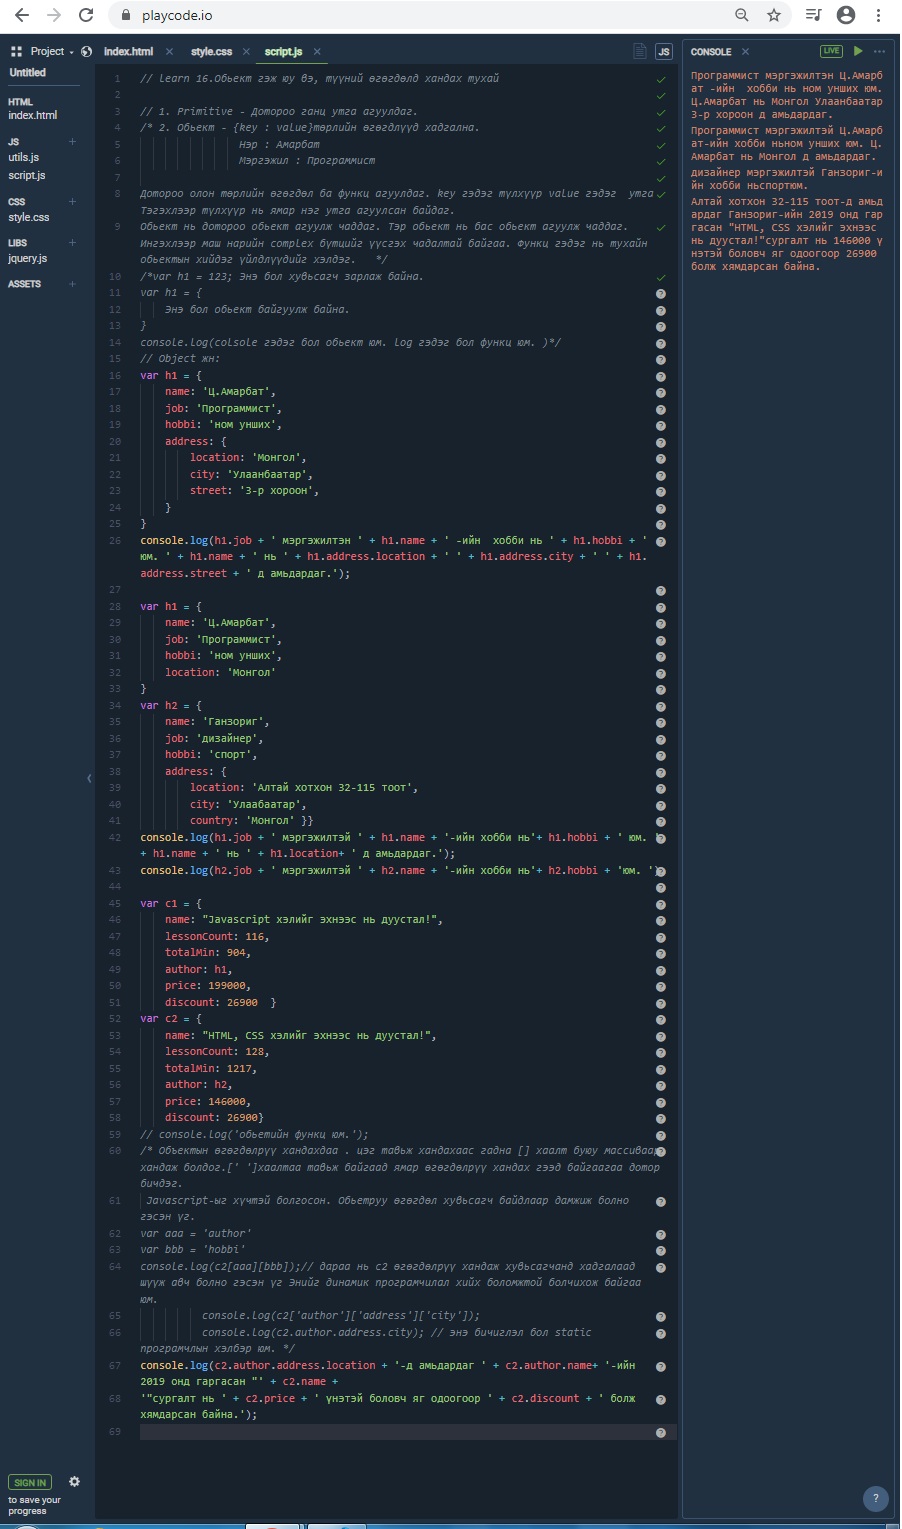 playcode.io
Project
index.html
style.css
script.js
JS
CONSOLE
LIVE
Untitled
HTML
index.html
JS
utils.js
script.js
CSS
style.css
LIBS
jquery.js
ASSETS
SIGN IN
to save your
progress
1 // Learn 16.Обьект гэж юу вэ, түүний өгөгдөлд хандах тухай
2
3 // 1. Primitive - Дотороо ганц утга агуулдаг.
4 /* 2. Обьект - {key : value}төрлийн өгөгдлүүд хадгална.
5 Нэр : Амарбат
6 Мэргэжил : Программист
7
8 Дотроо олон төрлийн өгөгдөл ба функц агуулдаг. key гэдэг түлхүүр value гэдэг утга
Тэгэхлээр түлхүүр нь ямар нэг утга агуулсан байдаг.
9 Обьект нь дотороо обьект агуулж чаддаг. Тэр обьект нь бас обьект агуулж чаддаг.
Ингэхлээр маш нарийн complex бүтцийг үүсгэх чадалтай байгаа. Функц гэдэг нь тухайн
обьектын хийдэг үйлдлүүдийг хэлдэг. */
10 /*var h1 = 123; Энэ бол хувьсагч зарлаж байна.
11 var h1 = {
12 Энэ бол обьект байгуулж байна.
13 }
14 console.log(colsole гэдэг бол обьект юм. log гэдэг бол функц юм. )*/
15 // Object жн:
16 var h1 = {
17 name: 'Ц.Амарбат',
18 job: 'Программист',
19 hobbi: 'ном унших',
20 address: {
21 location: 'Монгол',
22 city: 'Улаанбаатар',
23 street: '3-р хороон',
24 }
25 }
26 console.log(h1.job + ' мэргэжилтэн ' + h1.name + ' -ийн  хобби нь ' + h1.hobbi + '
юм. ' + h1.name + ' нь ' + h1.address.location + ' ' + h1.address.city + ' ' + h1.
address.street + ' д амьдардаг.');
27
28 var h1 = {
29 name: 'Ц.Амарбат',
30 job: 'Программист',
31 hobbi: 'ном унших',
32 location: 'Монгол'
33 }
34 var h2 = {
35 name: 'Ганзориг',
36 job: 'дизайнер',
37 hobbi: 'спорт',
38 address: {
39 location: 'Алтай хотхон 32-115 тоот',
40 city: 'Улаабаатар',
41 country: 'Монгол' }}
42 console.log(h1.job + ' мэргэжилтэй ' + h1.name + '-ийн хобби нь'+ h1.hobbi + ' юм. '
+ h1.name + ' нь ' + h1.location+ ' д амьдардаг.');
43 console.log(h2.job + ' мэргэжилтэй ' + h2.name + '-ийн хобби нь'+ h2.hobbi + 'юм. ')
44
45 var c1 = {
46 name: "Javascript хэлийг эхнээс нь дуустал!",
47 lessonCount: 116,
48 totalMin: 904,
49 author: h1,
50 price: 199000,
51 discount: 26900  }
52 var c2 = {
53 name: "HTML, CSS хэлийг эхнээс нь дуустал!",
54 lessonCount: 128,
55 totalMin: 1217,
56 author: h2,
57 price: 146000,
58 discount: 26900}
59 // console.log('обьетийн функц юм.');
60 /* Объектын өгөгдөлрүү хандахдаа . цэг тавьж хандахаас гадна [] хаалт буюу массиваар
хандаж болдог.[' ']хаалтаа тавьж байгаад ямар өгөгдөлрүү хандах гээд байгаагаа дотор
бичдэг.
61 Javascript-ыг хүчтэй болгосон. Обьетруу өгөгдөл хувьсагч байдлаар дамжиж болно
гэсэн үг.
62 var aaa = 'author'
63 var bbb = 'hobbi'
64 console.log(c2[aaa][bbb]);// дараа нь c2 өгөгдөлрүү хандаж хувьсагчанд хадгалаад
шүүж авч болно гэсэн үг Энийг динамик програмчилал хийх боломжтой болчихож байгаа
юм.
65 console.log(c2['author']['address']['city']);
66 console.log(c2.author.address.city); // энэ бичиглэл бол static
програмчлын хэлбэр юм. */
67 console.log(c2.author.address.location + '-д амьдардаг ' + c2.author.name+ '-ийн
2019 онд гаргасан "' + c2.name +
68 '"сургалт нь ' + c2.price + ' үнэтэй боловч яг одоогоор ' + c2.discount + ' болж
хямдарсан байна.');
69
Программист мэргэжилтэн Ц.Амарб
ат -ийн  хобби нь ном унших юм.
Ц.Амарбат нь Монгол Улаанбаатар
3-р хороон д амьдардаг.
Программист мэргэжилтэй Ц.Амарб
ат-ийн хобби ньном унших юм. Ц.
Амарбат нь Монгол д амьдардаг.
дизайнер мэргэжилтэй Ганзориг-и
йн хобби ньспортюм.
Алтай хотхон 32-115 тоот-д амьд
ардаг Ганзориг-ийн 2019 онд гар
гасан "HTML, CSS хэлийг эхнээс
нь дуустал!"сургалт нь 146000 ү
нэтэй боловч яг одоогоор 26900
болж хямдарсан байна.